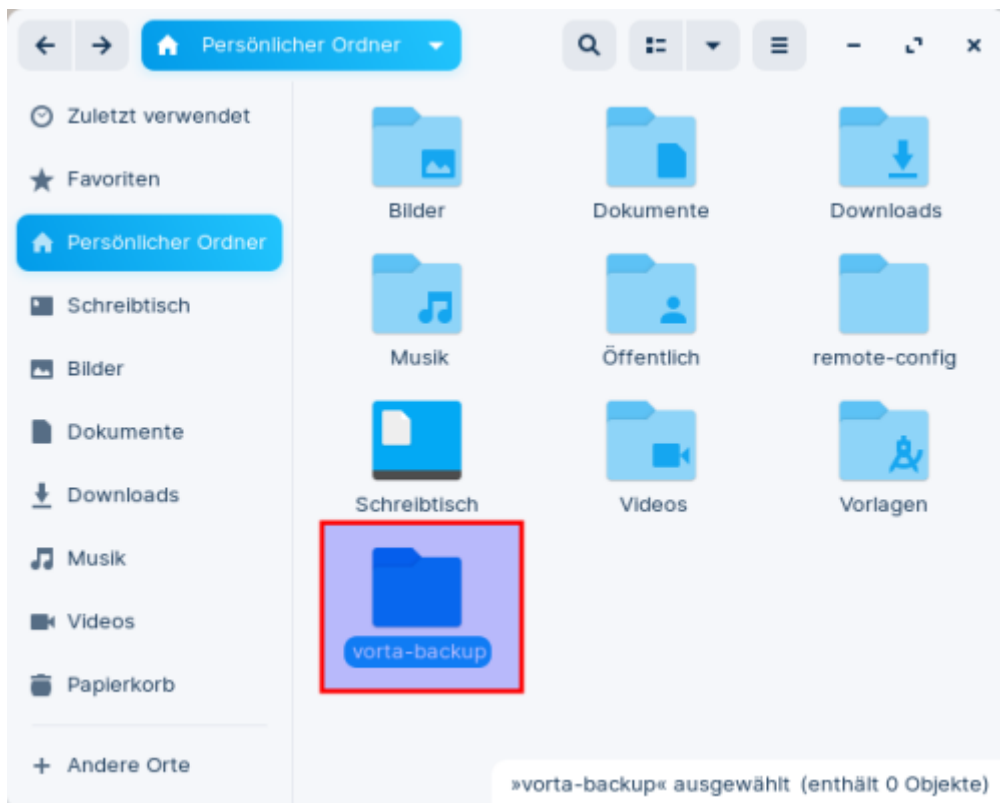 Persönlicher Ordner
Zuletzt verwendet
Favoriten
Persönlicher Ordner
Schreibtisch
Bilder
Dokumente
Downloads
Musik
Videos
Papierkorb
Andere Orte
Bilder
Dokumente
Downloads
Musik
Öffentlich
remote-config
Schreibtisch
Videos
Vorlagen
vorta-backup
»vorta-backup« ausgewählt (enthält 0 Objekte)